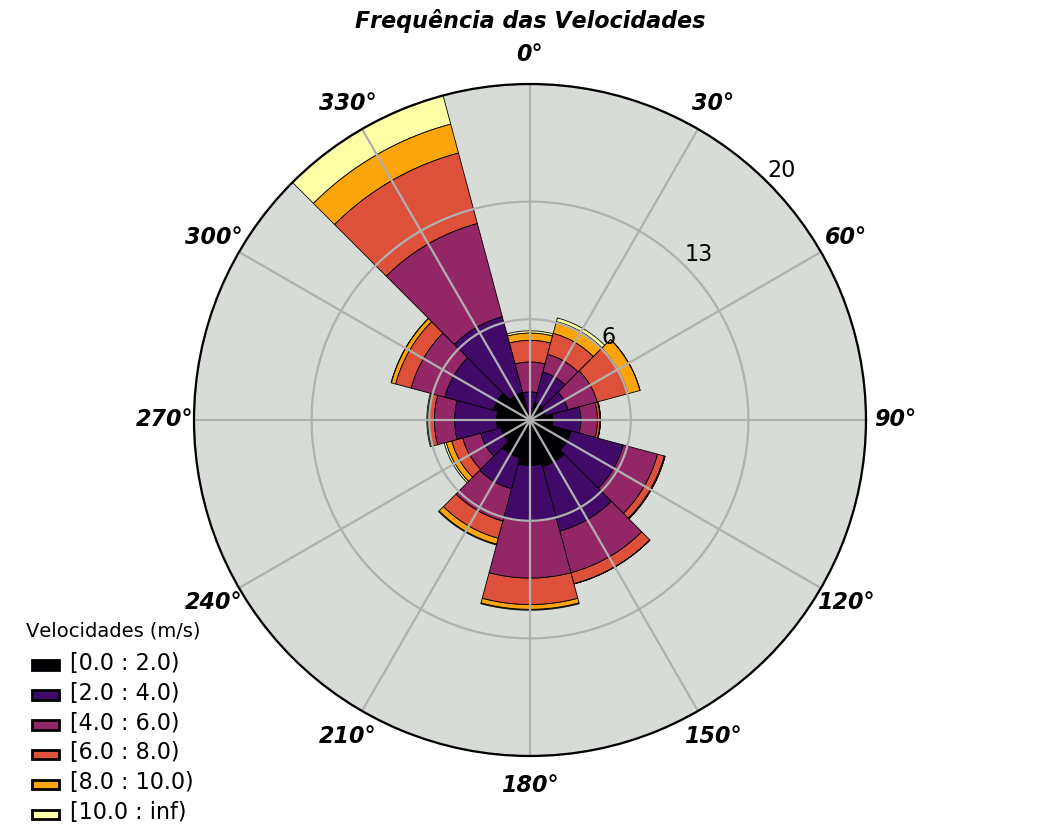 Frequência das Velocidades
0°
330°
30°
20
300°
60°
13
6
270°
90°
240°
120°
210°
150°
180°
Velocidades (m/s)
[0.0 : 2.0)
[2.0 : 4.0)
[4.0 : 6.0)
[6.0 : 8.0)
[8.0 : 10.0)
[10.0 : inf)